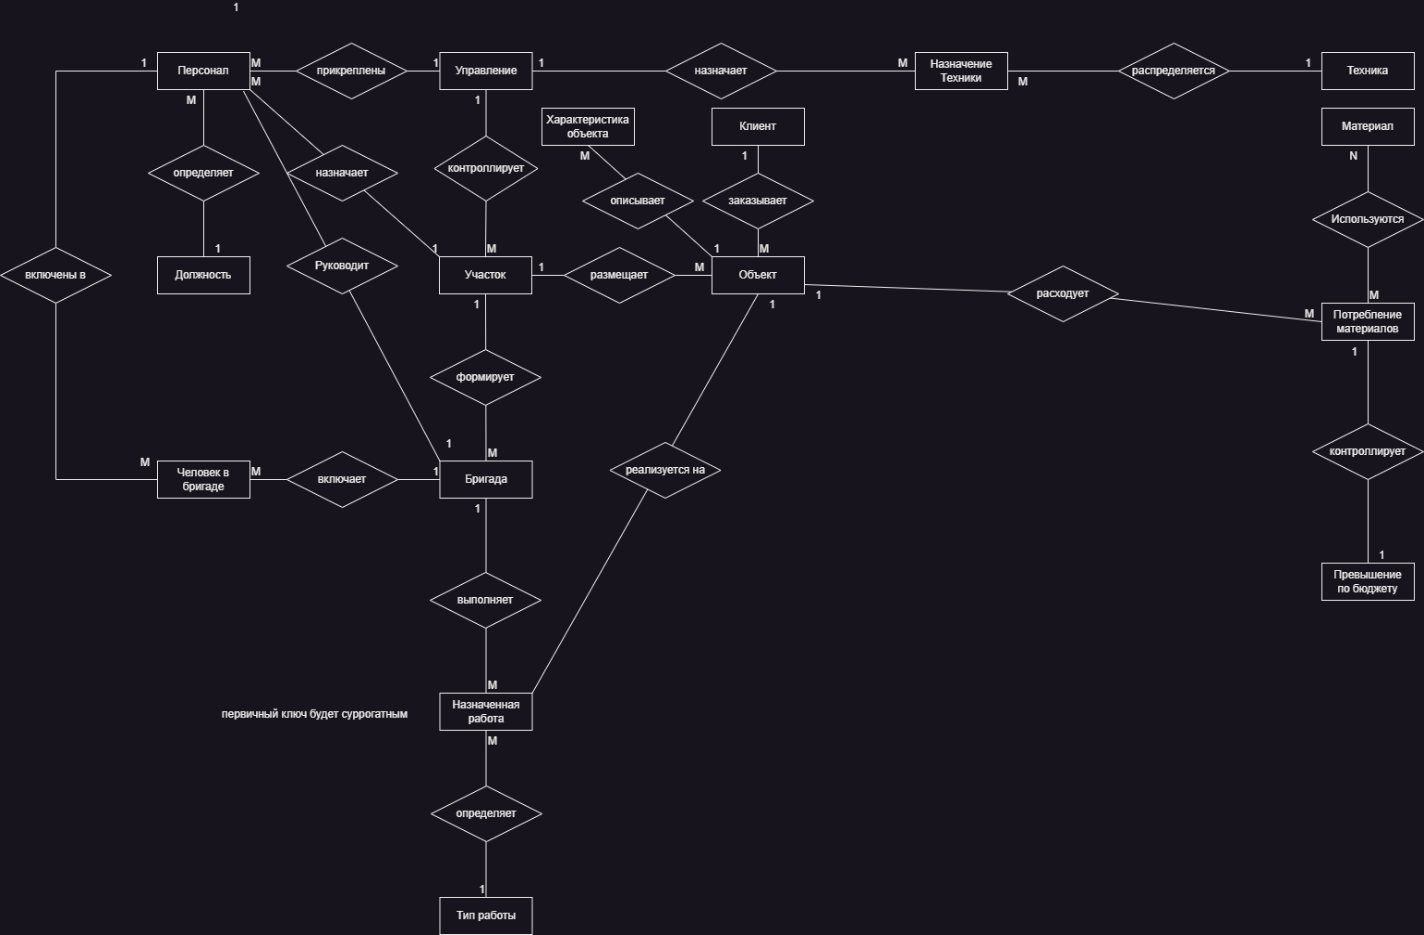 1
1
Персонал
M
прикреплены
1
Управление
1
назначает
M
Назначение
Техники
M
распределяется
1
Техника
M
M
1
Характеристика
объекта
Клиент
Материал
M
1
N
определяет
назначает
контроллирует
описывает
заказывает
Используются
1
1
M
1
M
включены в
Должность
Руководит
Участок
1
размещает
M
Объект
1
расходует
M
M
Потребление
материалов
1
1
1
формирует
1
M
M
Человек в
бригаде
M
включает
1
Бригада
реализуется на
контроллирует
1
выполняет
1
Превышение
по бюджету
M
первичный ключ будет суррогатным
Назначенная
работа
M
определяет
1
Тип работы